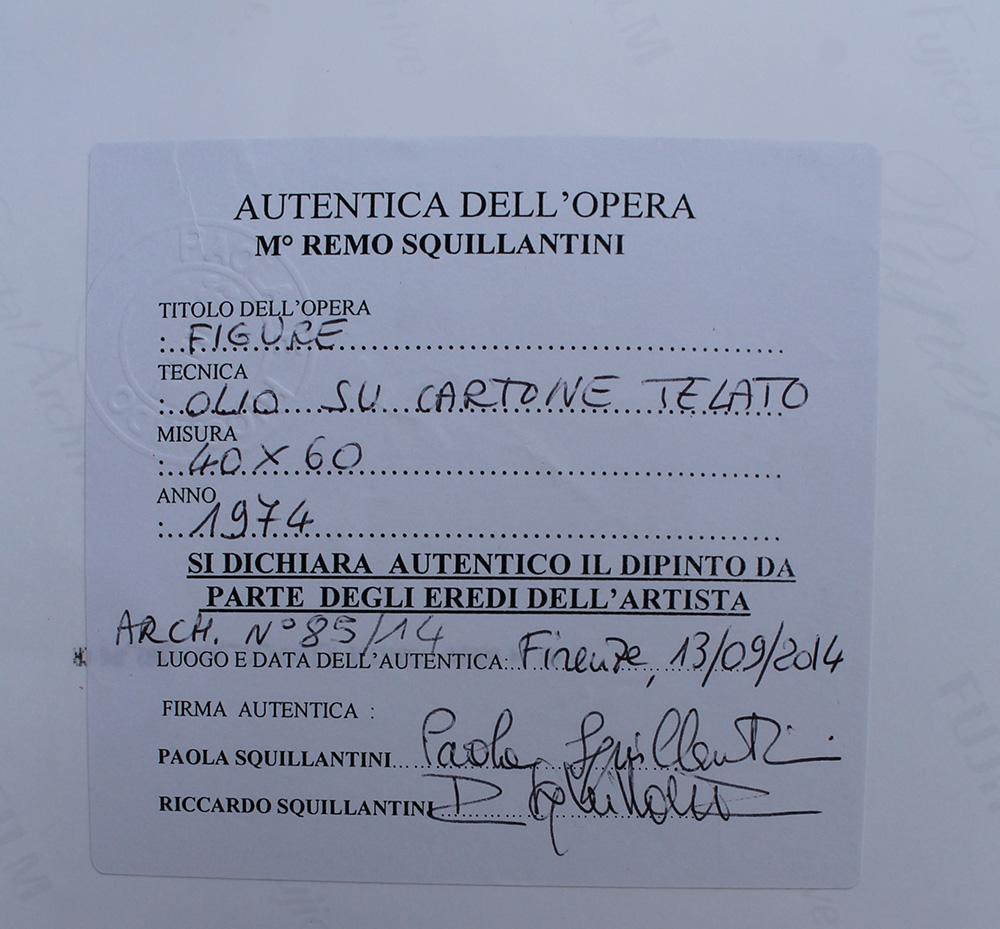 AUTENTICA DELL'OPERA
M° REMO SQUILLANTINI
TITOLO DELL'OPERA
: FIGURE
TECNICA
: OLIO SU CARTONE TELATO
MISURA
: 40 X 60
ANNO
: 1974
SI DICHIARA AUTENTICO IL DIPINTO DA
PARTE DEGLI EREDI DELL'ARTISTA
ARCH. N° 85/14
LUOGO E DATA DELL'AUTENTICA: Firenze, 13/09/2014
FIRMA AUTENTICA :
PAOLA SQUILLANTINI Paola Squillantini
RICCARDO SQUILLANTINI